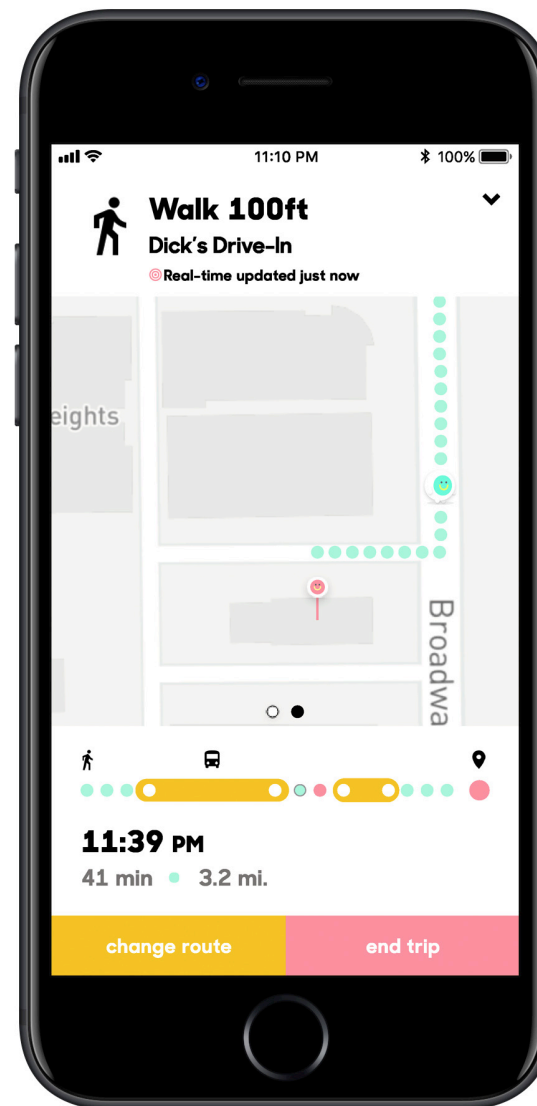 11:10 PM
100%
Walk 100ft
Dick's Drive-In
Real-time updated just now
eights
Broadwa
11:39 PM
41 min
3.2 mi.
change route
end trip